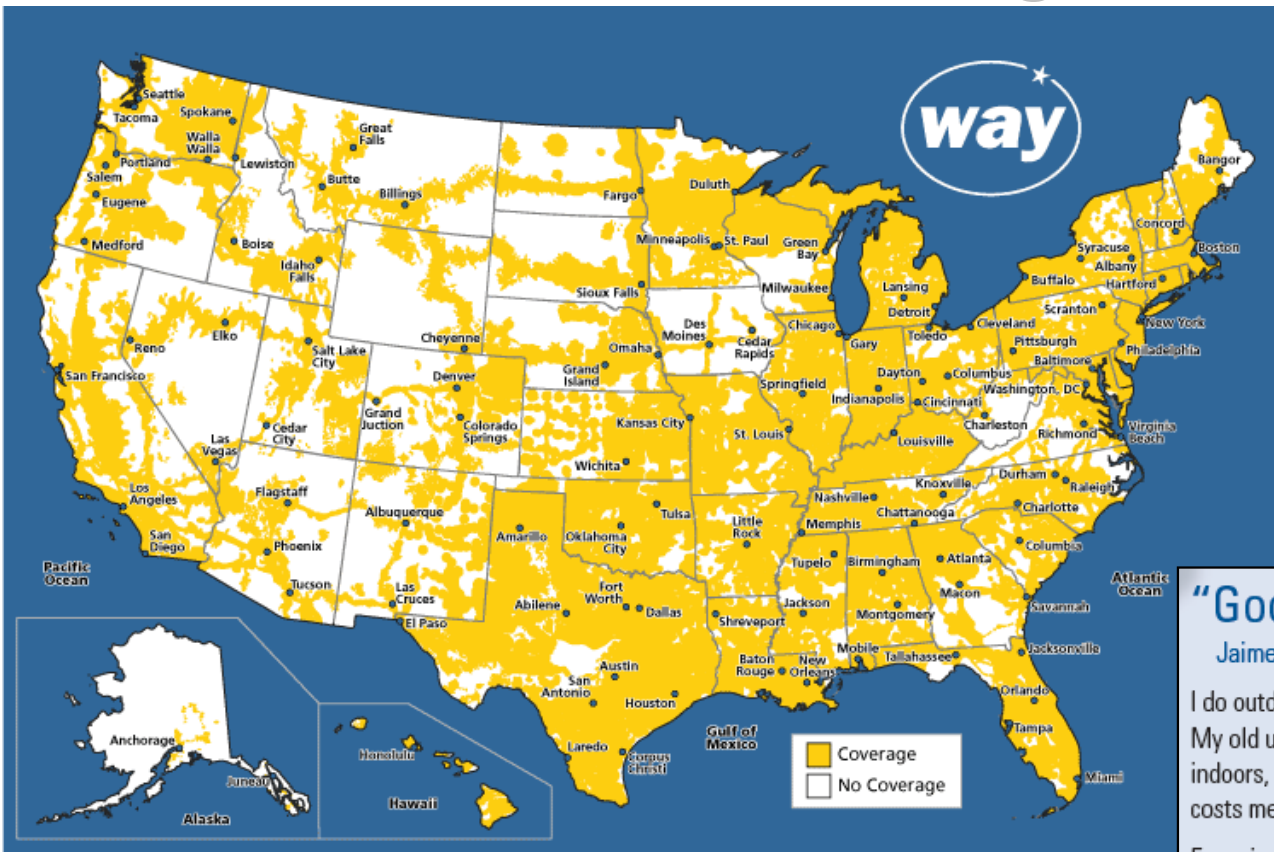 way
Seattle
Tacoma
Spokane
Walla
Walla
Portland
Salem
Eugene
Medford
Lewiston
Great
Falls
Butte
Billings
Boise
Idaho
Falls
Fargo
Duluth
Minneapolis
St. Paul
Green
Bay
Sioux Falls
Milwaukee
Lansing
Detroit
Bangor
Concord
Boston
Syracuse
Albany
Buffalo
Hartford
Scranton
New York
Elko
Reno
Salt Lake
City
Cheyenne
Omaha
Des
Moines
Cedar
Rapids
Chicago
Gary
Toledo
Cleveland
Pittsburgh
Philadelphia
Baltimore
San Francisco
Denver
Grand
Island
Springfield
Dayton
Columbus
Washington, DC
Indianapolis
Cincinnati
Grand
Juction
Colorado
Springs
Kansas City
St. Louis
Charleston
Richmond
Virginia
Beach
Cedar
City
Las
Vegas
Louisville
Wichita
Los
Angeles
Flagstaff
Albuquerque
Tulsa
Nashville
Knoxville
Durham
Raleigh
Chattanooga
Charlotte
San
Diego
Phoenix
Amarillo
Oklahoma
City
Little
Rock
Memphis
Columbia
Tucson
Las
Cruces
El Paso
Abilene
Fort
Worth
Dallas
Tupelo
Birmingham
Atlanta
Macon
Jackson
Montgomery
Savannah
Shreveport
Pacific
Ocean
Atlantic
Ocean
Austin
San
Antonio
Houston
Baton
Rouge
New
Orleans
Mobile
Tallahassee
Jacksonville
Orlando
Tampa
Miami
Laredo
Corpus
Christi
Gulf of
Mexico
Anchorage
Juneau
Alaska
Honolulu
Hawaii
Coverage
No Coverage
"Goo
Jaime
I do outd
My old u
indoors,
costs me